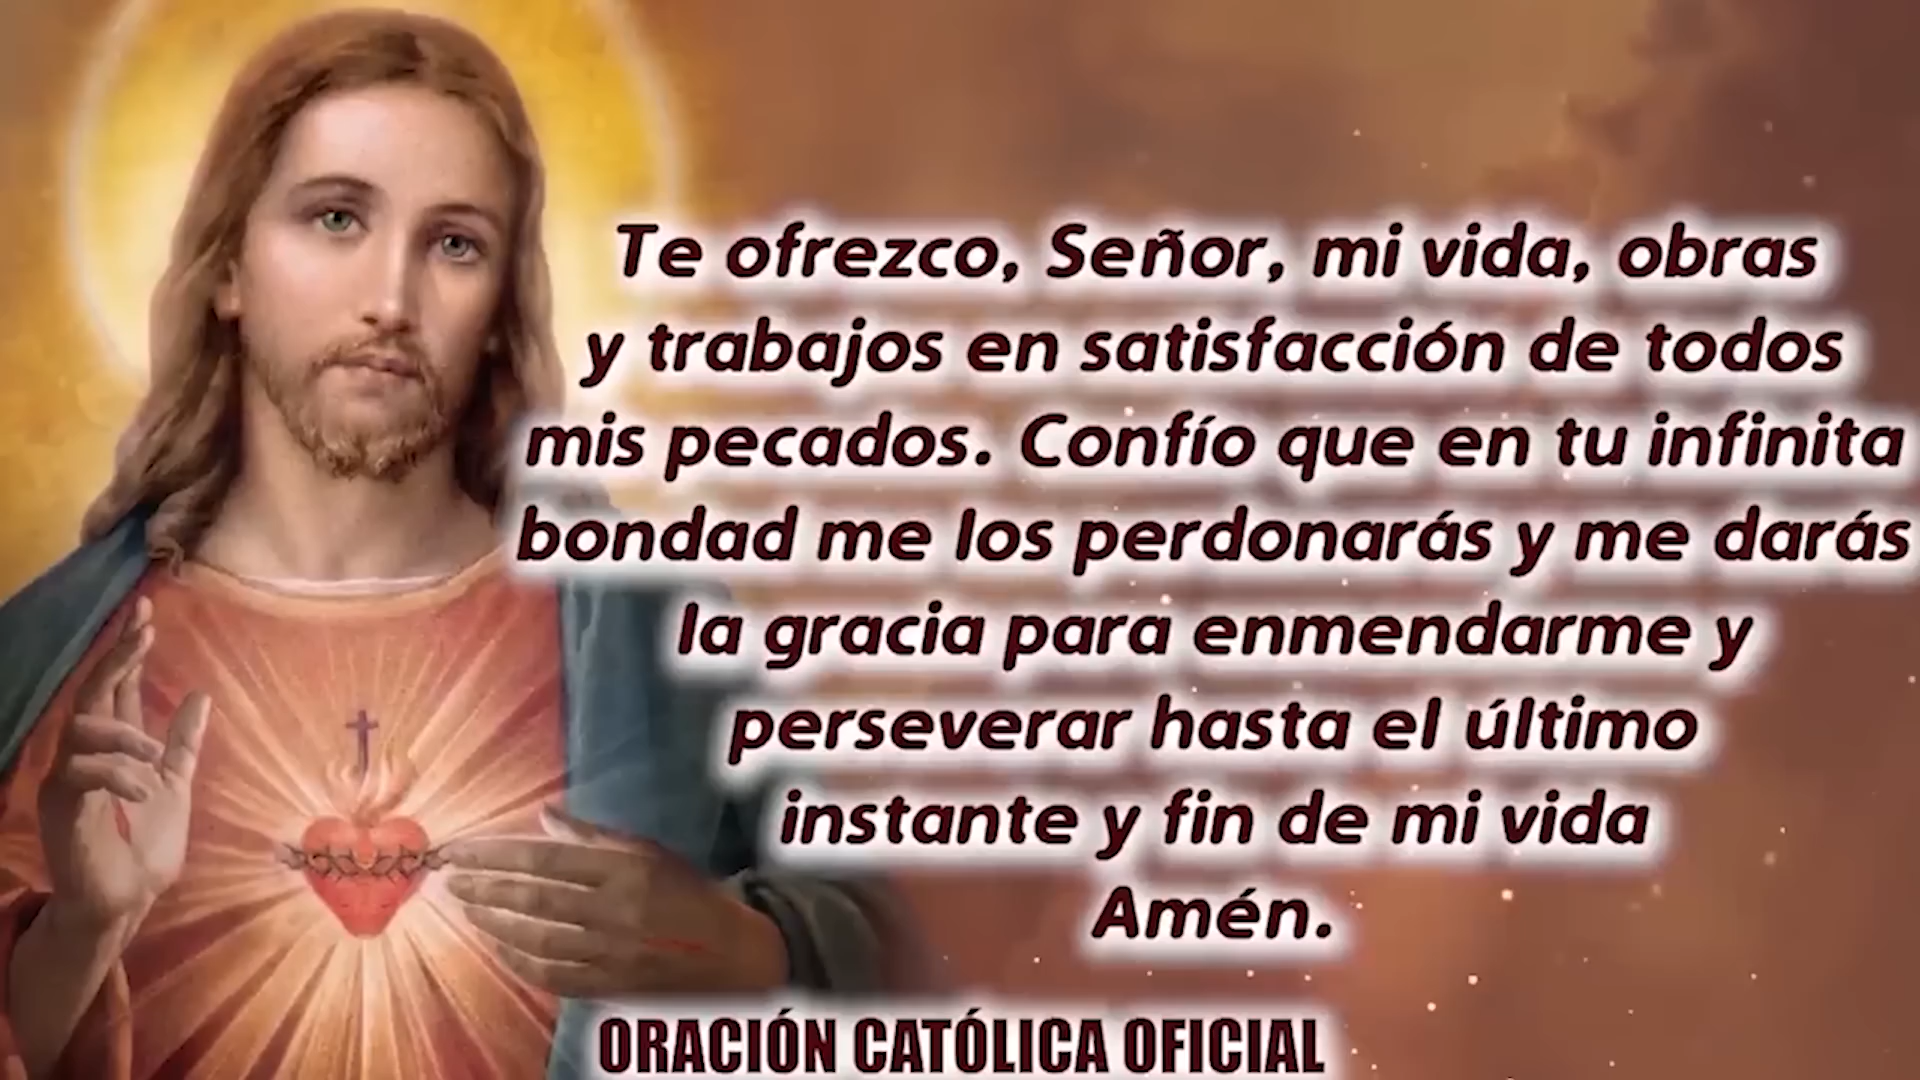 Te ofrezco, Señor, mi vida, obras
y trabajos en satisfacción de todos
mis pecados. Confío que en tu infinita
bondad me los perdonarás y me darás
la gracia para enmendarme y
perseverar hasta el último
instante y fin de mi vida
Amén.
ORACIÓN CATÓLICA OFICIAL